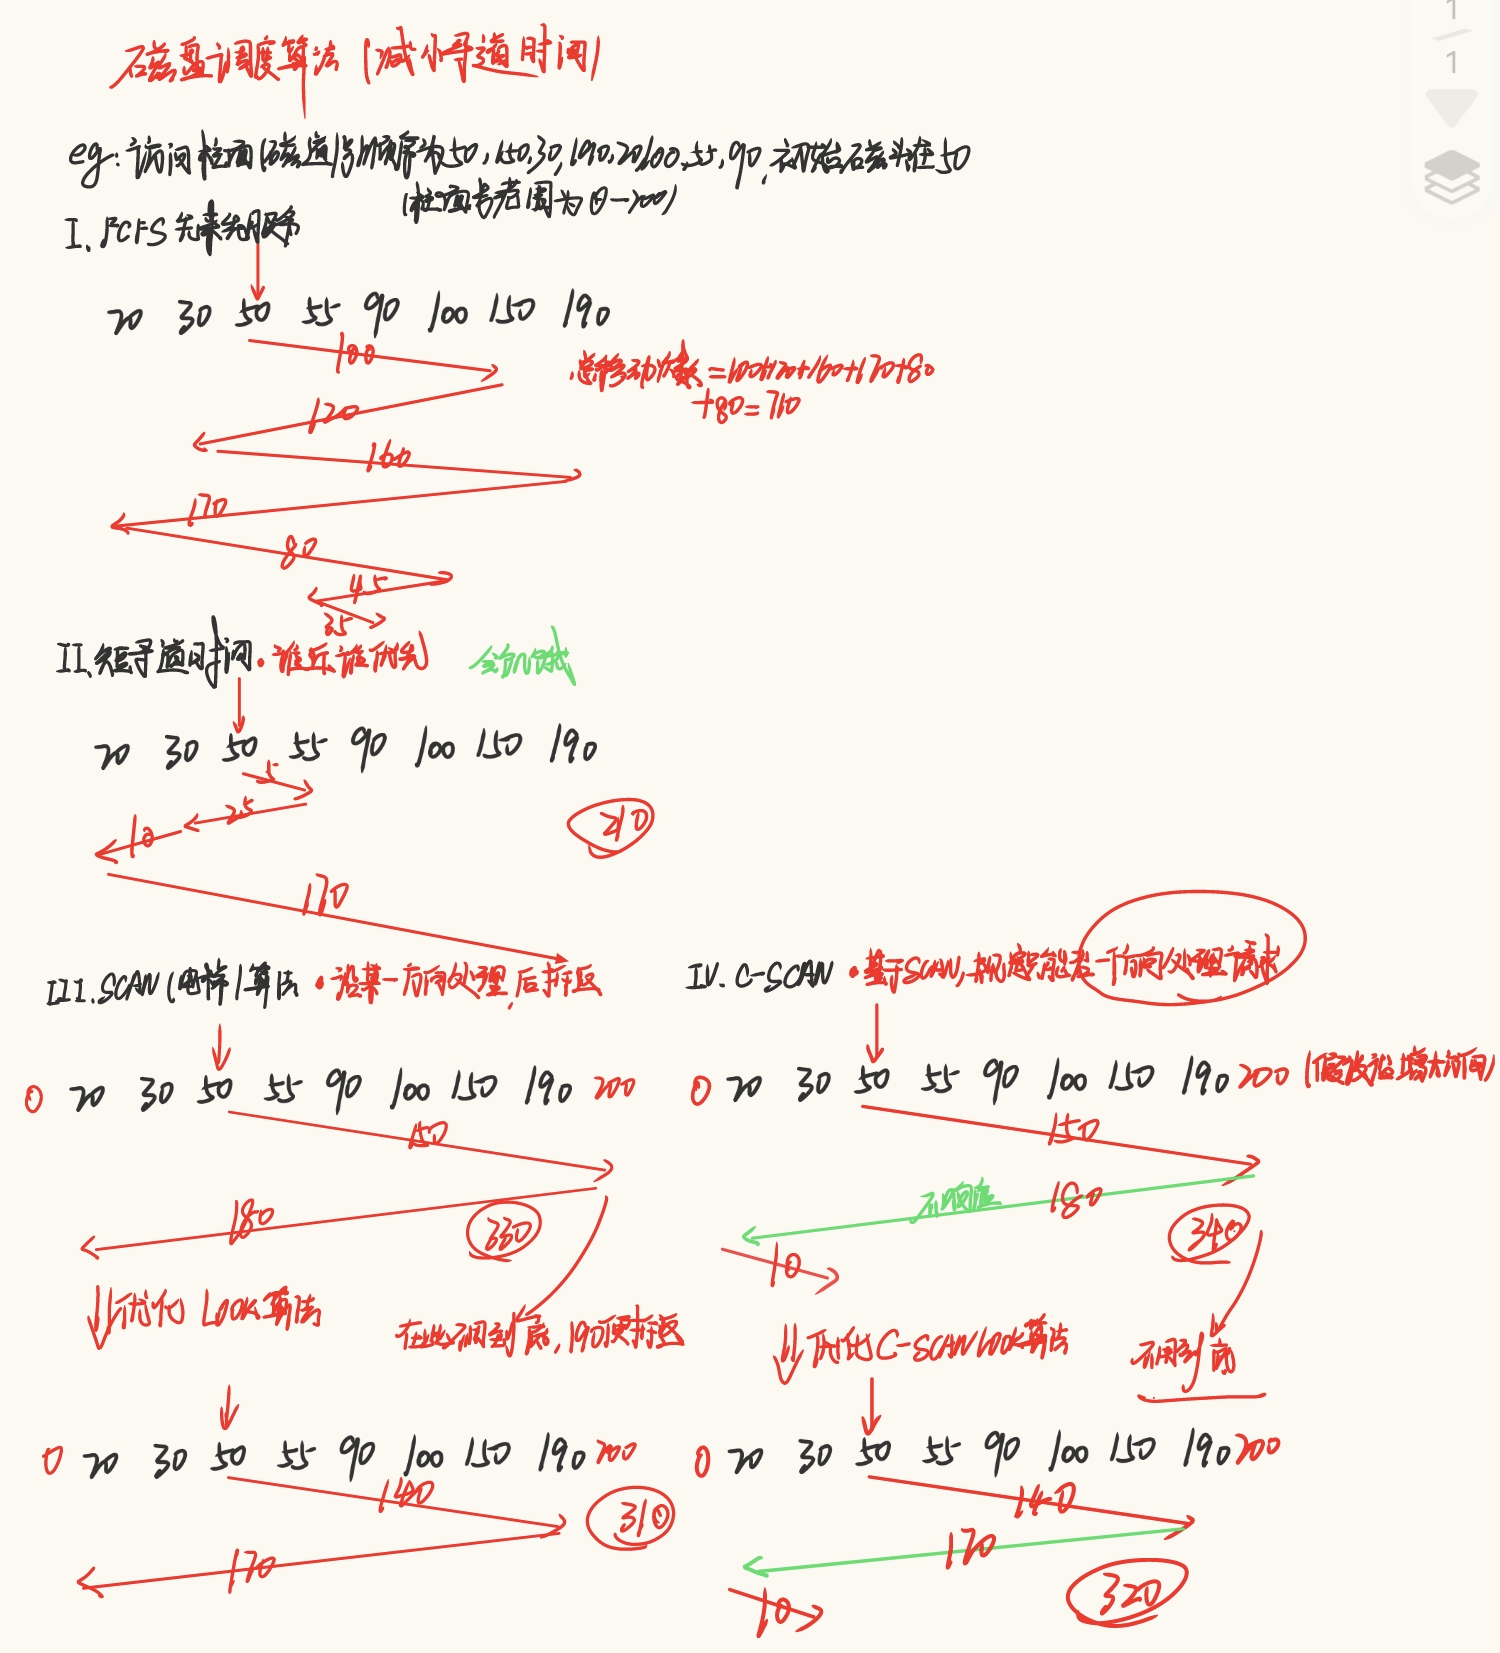 1
1
磁盘调度算法(减小寻道时间)
eg:访问柱面(磁道)号顺序为50,150,30,190,20,100,55,90,初始磁头在50
(柱面号范围为0—200)
I. FCFS 先来先服务
20 30 50 55 90 100 150 190
100
总移动次数=100+120+160+170+80
+80=710
120
160
170
80
45
35
II.短寻道时间·谁近,谁优先)
会饥饿
20 30 50 55 90 100 150 190
5
25
10
210
170
III.SCAN(电梯)算法 ·沿某一方向处理,后折返
0 20 30 50 55 90 100 150 190 200
150
180
330
↓优化 LOOK算法
在此不用到底,190便折返
0 20 30 50 55 90 100 150 190 200
140
310
170
IV. C-SCAN ·基于SCAN,规定只能在一个方向处理请求
0 20 30 50 55 90 100 150 190 200 (假设沿增大方向)
150
不响应 180
340
10
↓优化C-SCAN LOOK算法
不用到底
0 20 30 50 55 90 100 150 190 200
140
170
320
10